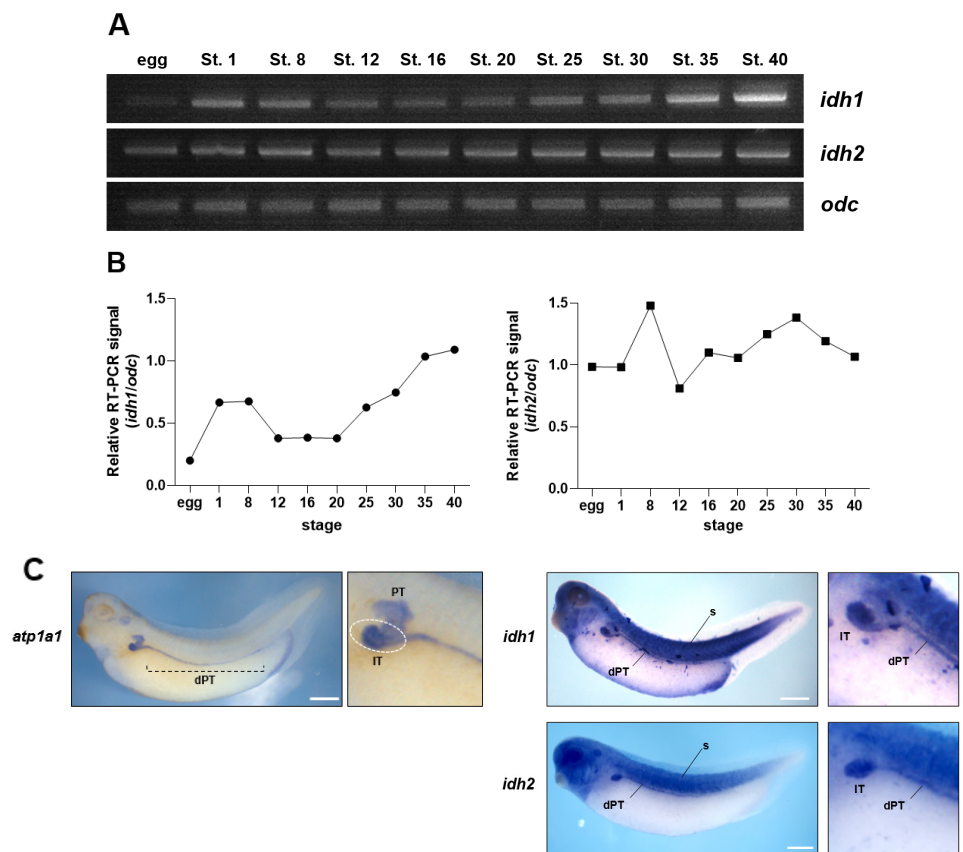 A
egg St. 1 St. 8 St. 12 St. 16 St. 20 St. 25 St. 30 St. 35 St. 40
idh1
idh2
odc
B
Relative RT-PCR signal
(idh1/odc)
1.5
1.0
0.5
0.0
egg 1 8 12 16 20 25 30 35 40
stage
Relative RT-PCR signal
(idh2/odc)
1.5
1.0
0.5
0.0
egg 1 8 12 16 20 25 30 35 40
stage
C
atp1a1
dPT
PT
IT
idh1
s
dPT
IT
dPT
idh2
s
dPT
IT
dPT